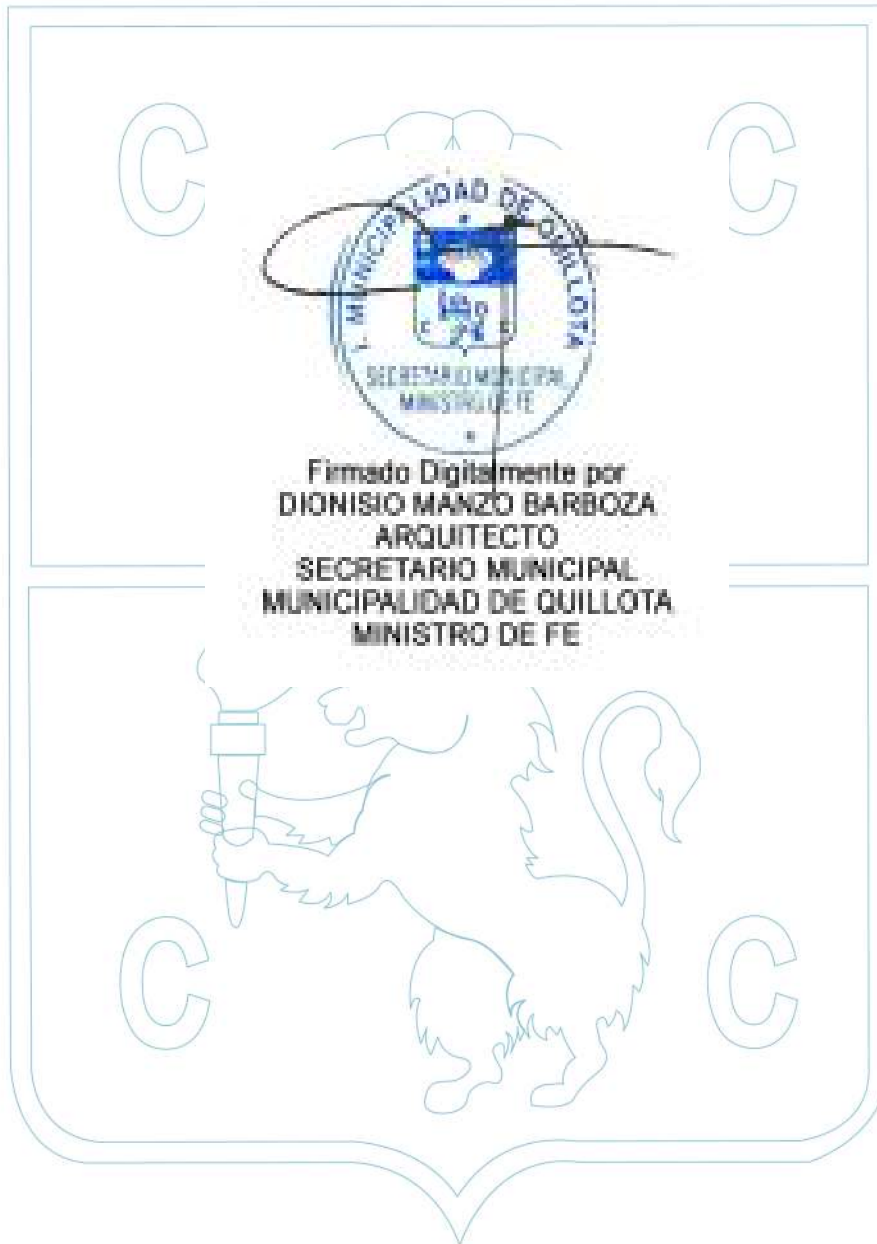 C C
I. MUNICIPALIDAD DE QUILLOTA
SECRETARIO MUNICIPAL
MINISTRO DE FE
Firmado Digitalmente por
DIONISIO MANZO BARBOZA
ARQUITECTO
SECRETARIO MUNICIPAL
MUNICIPALIDAD DE QUILLOTA
MINISTRO DE FE
C C